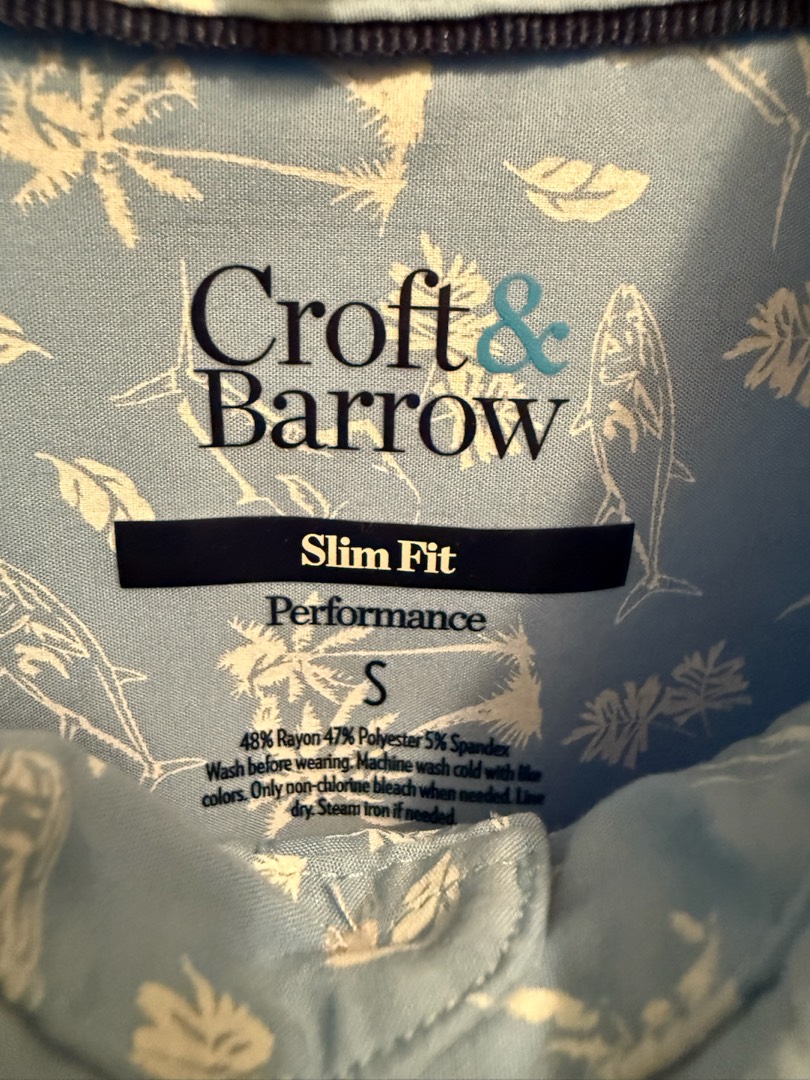 Croft&
Barrow
Slim Fit
Performance
S
48% Rayon 47% Polyester 5% Spandex
Wash before wearing. Machine wash cold with like
colors. Only non-chlorine bleach when needed. Line
dry. Steam iron if needed.